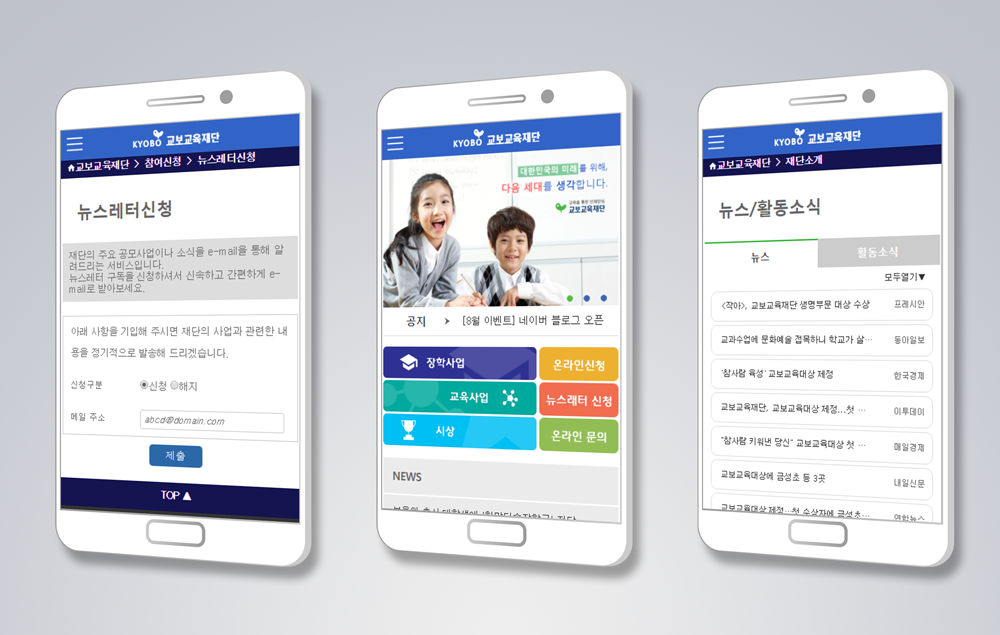 KYOBO 교보교육재단
교보교육재단 > 참여신청 > 뉴스레터신청
뉴스레터신청
재단의 주요 공모사업이나 소식을 e-mail을 통해 알
려드리는 서비스입니다.
뉴스레터 구독을 신청하셔서 신속하고 간편하게 e-
mail로 받아보세요.
아래 사항을 기입해 주시면 재단의 사업과 관련한 내
용을 정기적으로 발송해 드리겠습니다.
신청구분 신청 해지
메일 주소 abcd@domain.com
제출
TOP ▲
KYOBO 교보교육재단
대한민국의 미래를 위해,
다음 세대를 생각합니다.
교보교육재단
공지 > [8월 이벤트] 네이버 블로그 오픈
장학사업 온라인신청
교육사업 뉴스레터 신청
시상 온라인 문의
NEWS
KYOBO 교보교육재단
교보교육재단 > 재단소개
뉴스/활동소식
뉴스 활동소식
모두열기▼
<작아>, 교보교육재단 생명부문 대상 수상 프레시안
교과수업에 문화예술 접목하니 학교가 살… 동아일보
'참사람 육성' 교보교육대상 제정 한국경제
교보교육재단, 교보교육대상 제정...첫 … 이투데이
"참사람 키워낸 당신" 교보교육대상 첫 … 매일경제
교보교육대상에 금성초 등 3곳 내일신문
교보교육대상 제정…첫 수상자에 금성초… 연합뉴스